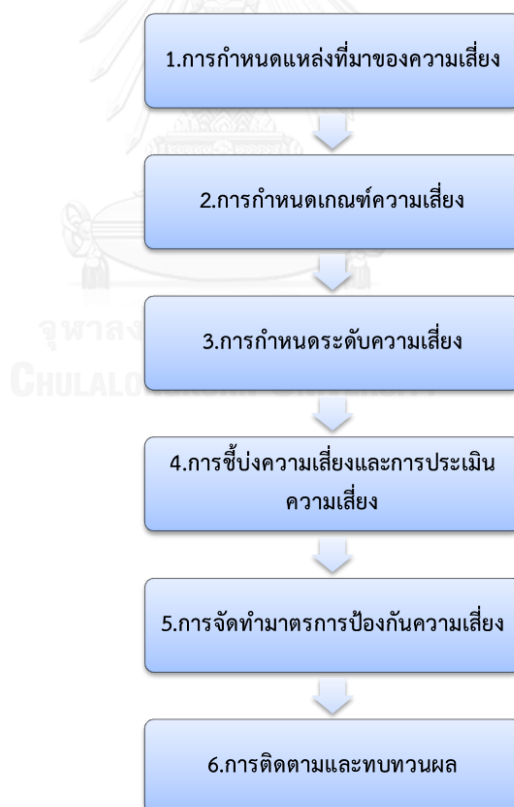 1.การกำหนดแหล่งที่มาของความเสี่ยง
2.การกำหนดเกณฑ์ความเสี่ยง
3.การกำหนดระดับความเสี่ยง
จุฬาลง
CHULALO
4.การชี้บ่งความเสี่ยงและการประเมิน
ความเสี่ยง
5.การจัดทำมาตรการป้องกันความเสี่ยง
6.การติดตามและทบทวนผล